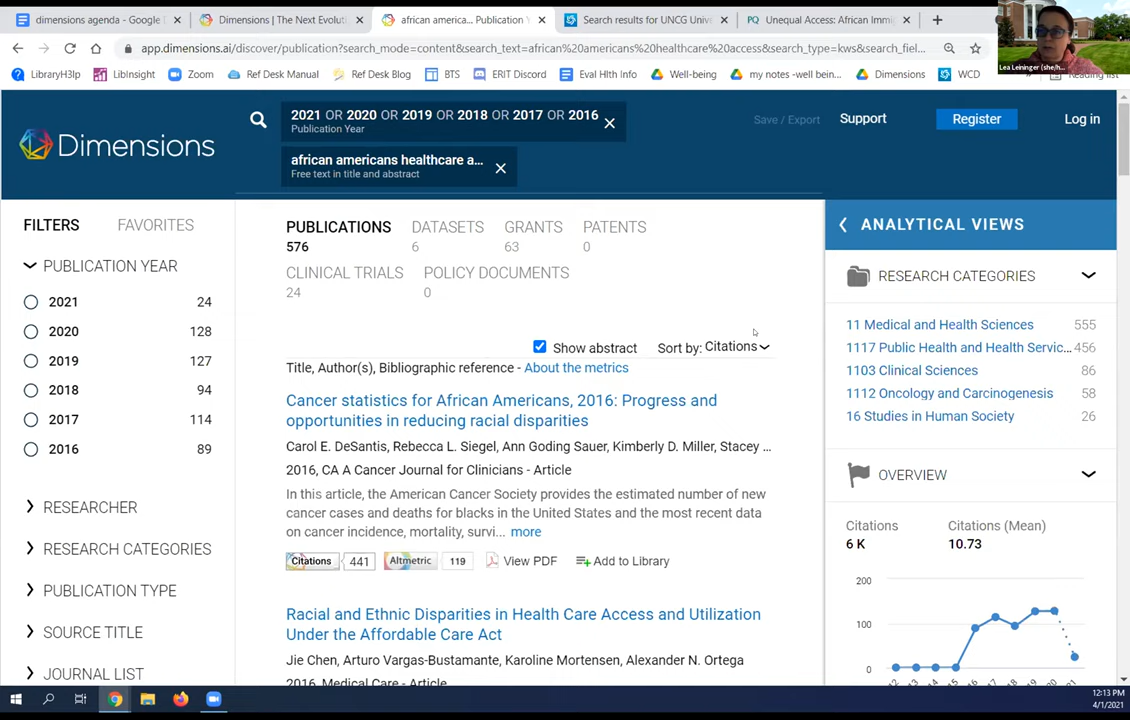 dimensions agenda - Google
Dimensions | The Next Evoluti
african america... Publication
Search results for UNCG Univ
PQ Unequal Access: African Immi
app.dimensions.ai/discover/publication?search_mode=content&search_text=african%20americans%20healthcare%20access&search_type=kws&search_fiel...
Lea Leininger (she/h...
LibraryH3lp
LibInsight
Zoom
Ref Desk Manual
Ref Desk Blog
BTS
ERIT Discord
Eval Hlth Info
Well-being
my notes -well bein...
Dimensions
WCD
Reading list
Dimensions
2021 OR 2020 OR 2019 OR 2018 OR 2017 OR 2016
Publication Year
african americans healthcare a...
Free text in title and abstract
Save / Export
Support
Register
Log in
FILTERS
FAVORITES
PUBLICATION YEAR
2021 24
2020 128
2019 127
2018 94
2017 114
2016 89
RESEARCHER
RESEARCH CATEGORIES
PUBLICATION TYPE
SOURCE TITLE
JOURNAL LIST
PUBLICATIONS
576
DATASETS
6
GRANTS
63
PATENTS
0
CLINICAL TRIALS
24
POLICY DOCUMENTS
0
Show abstract
Sort by: Citations
Title, Author(s), Bibliographic reference - About the metrics
Cancer statistics for African Americans, 2016: Progress and
opportunities in reducing racial disparities
Carol E. DeSantis, Rebecca L. Siegel, Ann Goding Sauer, Kimberly D. Miller, Stacey ...
2016, CA A Cancer Journal for Clinicians - Article
In this article, the American Cancer Society provides the estimated number of new
cancer cases and deaths for blacks in the United States and the most recent data
on cancer incidence, mortality, survi... more
Citations 441
Altmetric 119
View PDF
Add to Library
Racial and Ethnic Disparities in Health Care Access and Utilization
Under the Affordable Care Act
Jie Chen, Arturo Vargas-Bustamante, Karoline Mortensen, Alexander N. Ortega
2016, Medical Care - Article
ANALYTICAL VIEWS
RESEARCH CATEGORIES
11 Medical and Health Sciences 555
1117 Public Health and Health Servic... 456
1103 Clinical Sciences 86
1112 Oncology and Carcinogenesis 58
16 Studies in Human Society 26
OVERVIEW
Citations
6 K
Citations (Mean)
10.73
200
100
0
12:13 PM
4/1/2021